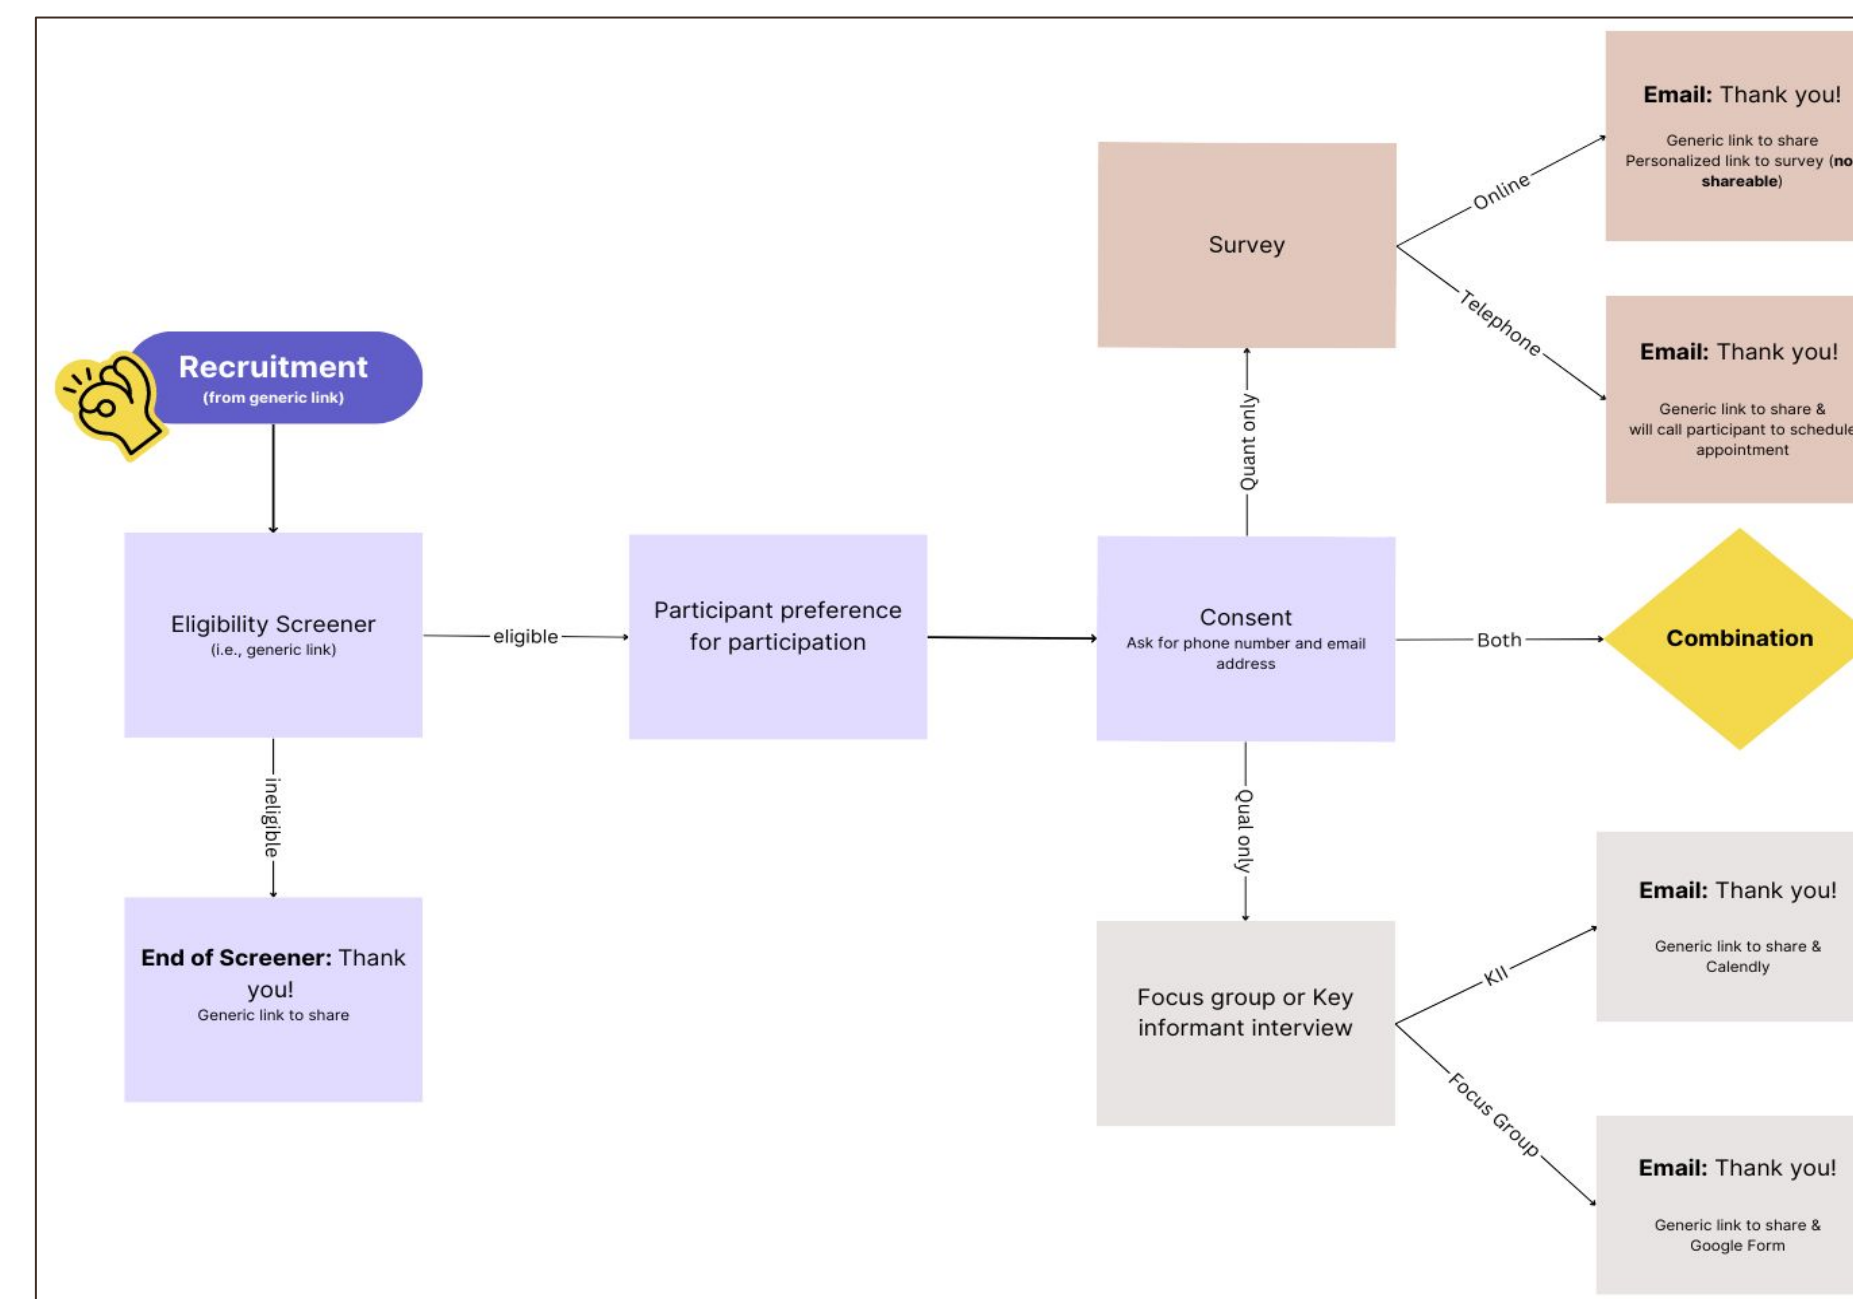 Recruitment
(from generic link)
Eligibility Screener
(i.e., generic link)
eligible
ineligible
End of Screener: Thank
you!
Generic link to share
Participant preference
for participation
Consent
Ask for phone number and email
address
Quant only
Both
Qual only
Survey
Online
Telephone
Email: Thank you!
Generic link to share
Personalized link to survey (no
shareable)
Email: Thank you!
Generic link to share &
will call participant to schedule
appointment
Combination
Focus group or Key
informant interview
KII
Focus Group
Email: Thank you!
Generic link to share &
Calendly
Email: Thank you!
Generic link to share &
Google Form